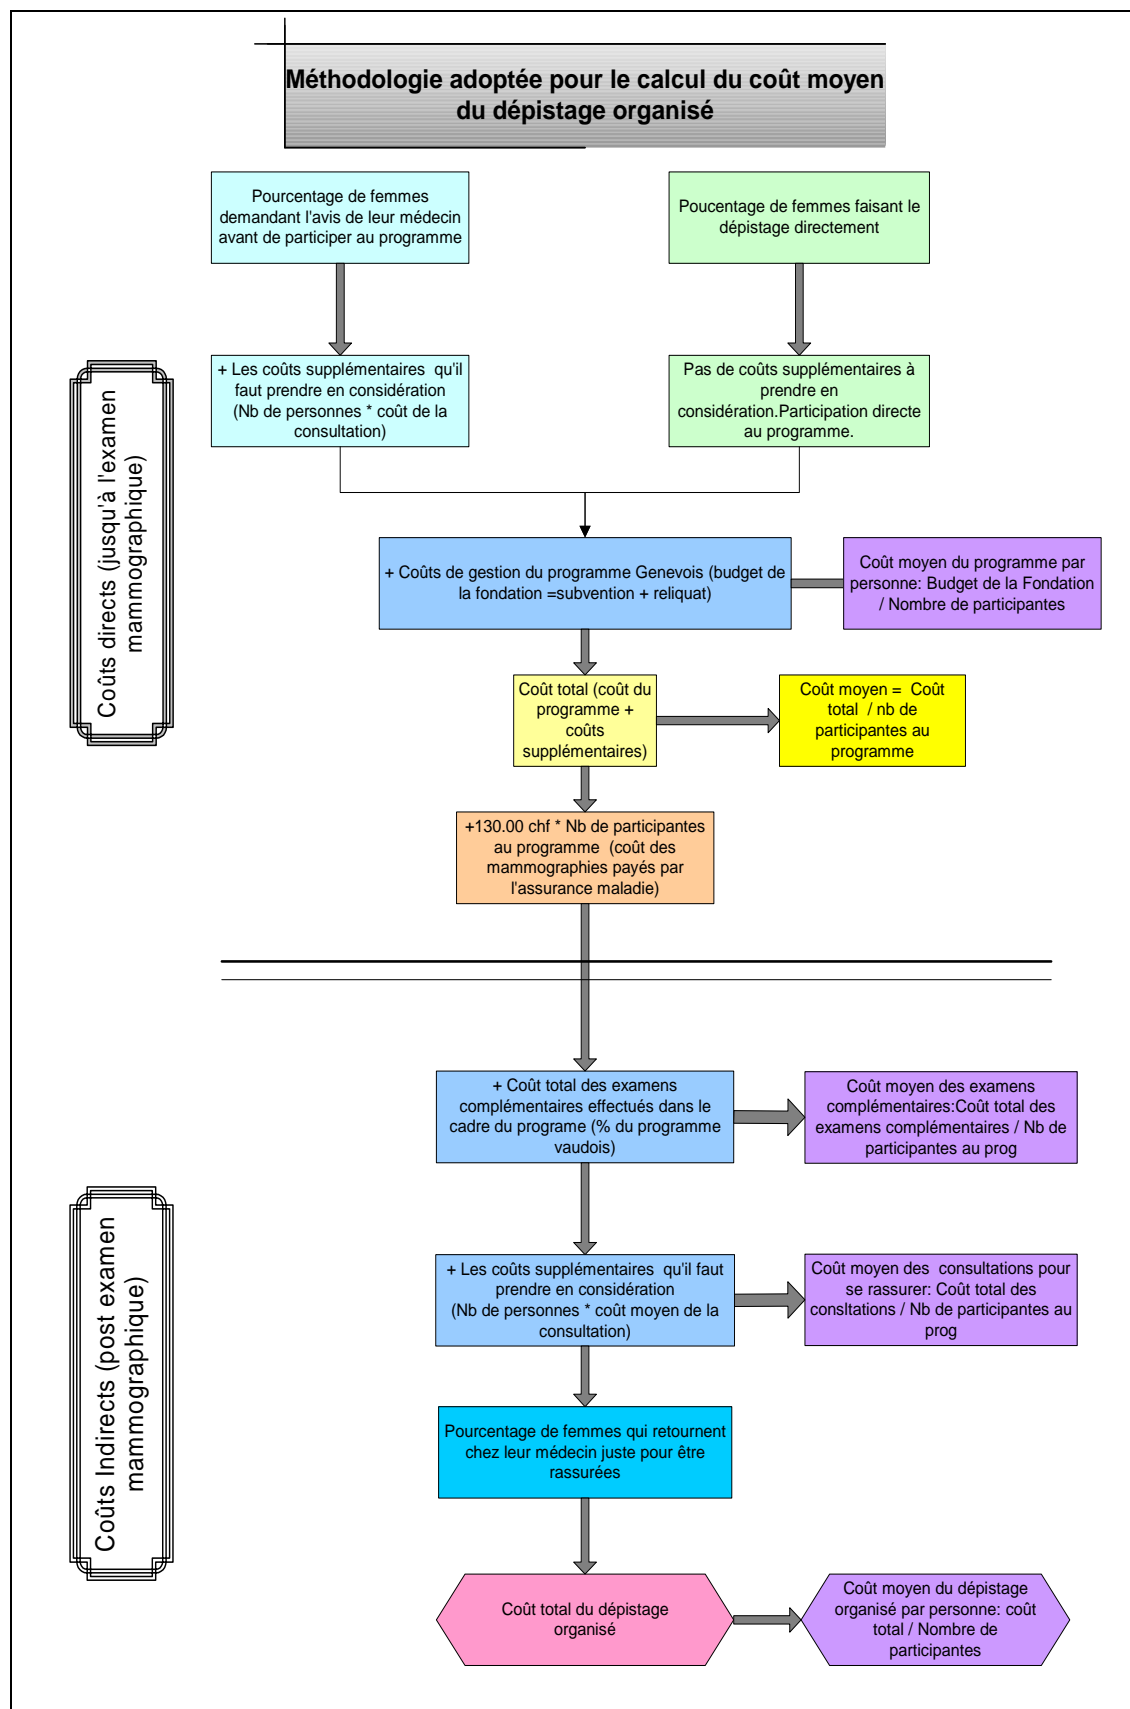 Méthodologie adoptée pour le calcul du coût moyen
du dépistage organisé
Pourcentage de femmes
demandant l'avis de leur médecin
avant de participer au programme
Poucentage de femmes faisant le
dépistage directement
+ Les coûts supplémentaires qu'il
faut prendre en considération
(Nb de personnes * coût de la
consultation)
Pas de coûts supplémentaires à
prendre en
considération.Participation directe
au programme.
Coûts directs (jusqu'à l'examen
mammographique)
+ Coûts de gestion du programme Genevois (budget de
la fondation =subvention + reliquat)
Coût moyen du programme par
personne: Budget de la Fondation
/ Nombre de participantes
Coût total (coût du
programme +
coûts
supplémentaires)
Coût moyen = Coût
total / nb de
participantes au
programme
+130.00 chf * Nb de participantes
au programme (coût des
mammographies payés par
l'assurance maladie)
+ Coût total des examens
complémentaires effectués dans le
cadre du programe (% du programme
vaudois)
Coût moyen des examens
complémentaires:Coût total des
examens complémentaires / Nb de
participantes au prog
Coûts Indirects (post examen
mammographique)
+ Les coûts supplémentaires qu'il faut
prendre en considération
(Nb de personnes * coût moyen de la
consultation)
Coût moyen des consultations pour
se rassurer: Coût total des
consltations / Nb de participantes au
prog
Pourcentage de femmes qui retournent
chez leur médecin juste pour être
rassurées
Coût total du dépistage
organisé
Coût moyen du dépistage
organisé par personne: coût
total / Nombre de
participantes